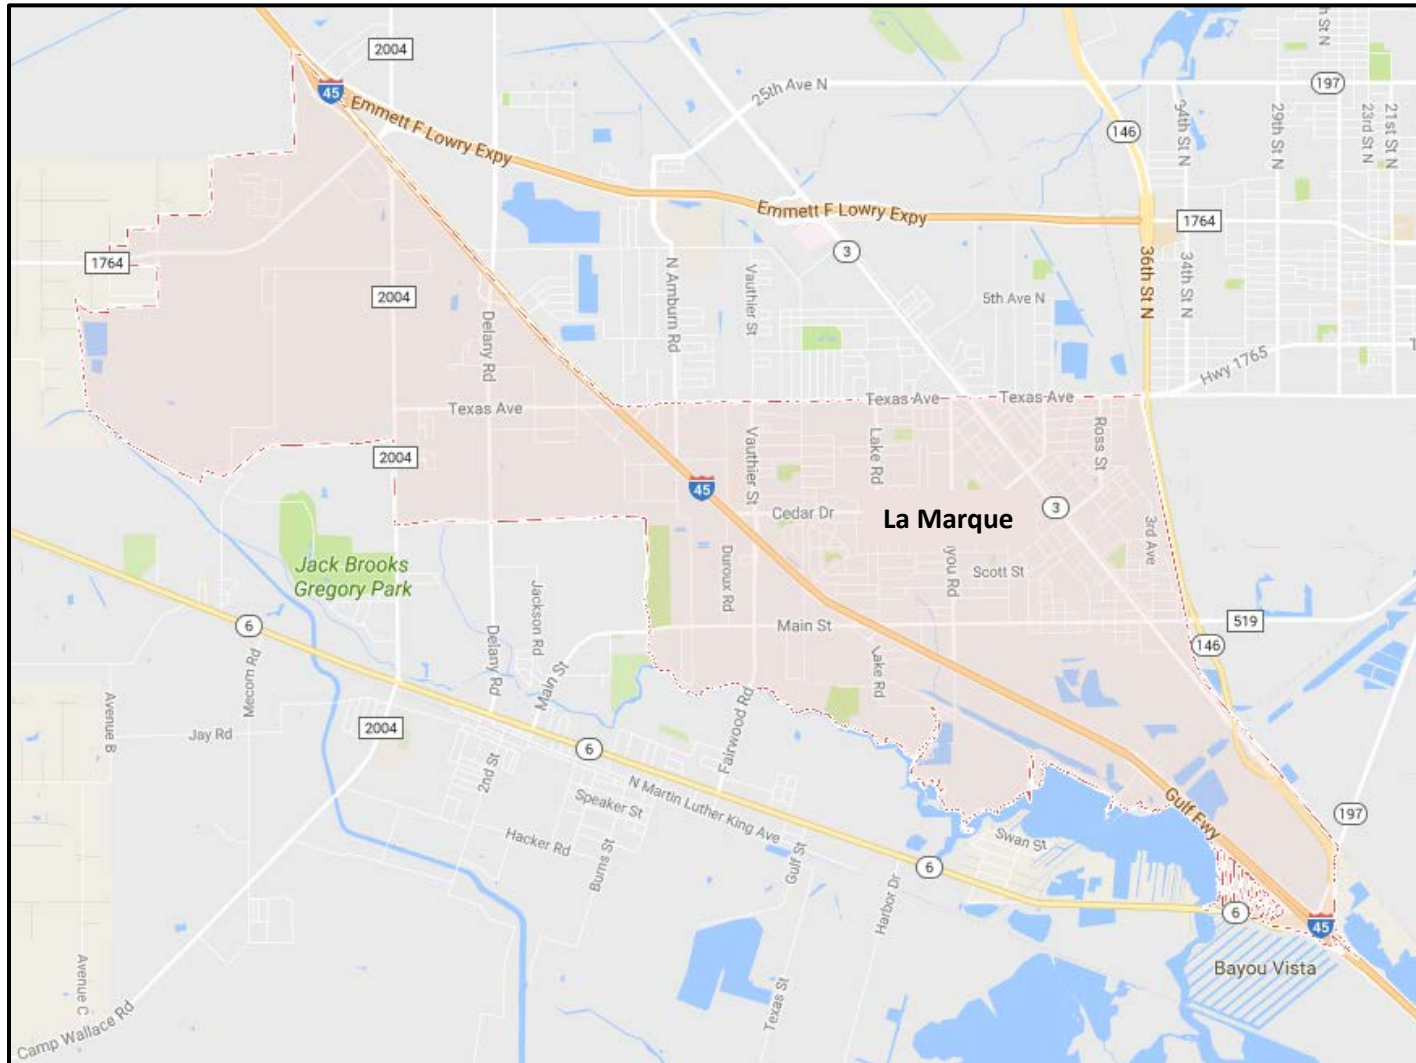 2004
45
Emmett F Lowry Expy
25th Ave N
197
146
24th St N
29th St N
23rd St N
21st St N
Emmett F Lowry Expy
1764
3
1764
2004
N Amburn Rd
Vauthier St
5th Ave N
36th St N
34th St N
Delany Rd
Hwy 1765
Texas Ave
Texas Ave
Texas Ave
2004
Vauthier St
Lake Rd
Ross St
45
Cedar Dr
La Marque
3
3rd Ave
Jack Brooks
Gregory Park
Duroux Rd
Scott St
6
Jackson Rd
Main St
519
146
Mecom Rd
Delany Rd
Main St
Lake Rd
Avenue B
Jay Rd
2004
6
Fairwood Rd
2nd St
N Martin Luther King Ave
Speaker St
Gulf Fwy
197
Hacker Rd
Burns St
Gulf St
Swan St
6
Harbor Dr
6
45
Avenue C
Texas St
Bayou Vista
Camp Wallace Rd